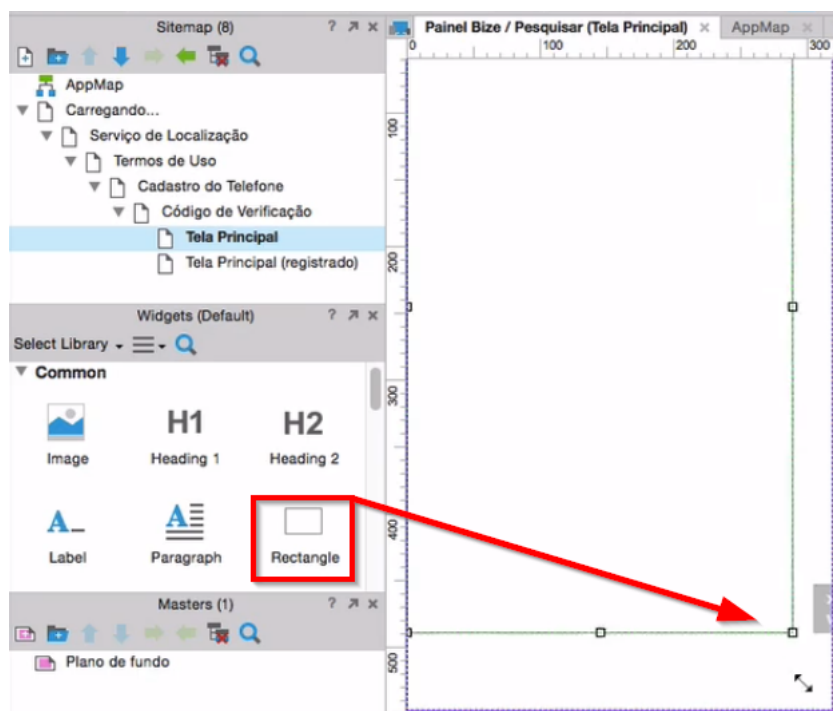 Sitemap (8)
AppMap
Carregando...
Serviço de Localização
Termos de Uso
Cadastro do Telefone
Código de Verificação
Tela Principal
Tela Principal (registrado)
Widgets (Default)
Select Library
Common
Image
H1
Heading 1
H2
Heading 2
A_
Label
A
Paragraph
Rectangle
Masters (1)
Plano de fundo
Painel Bize / Pesquisar (Tela Principal)
AppMap
0 100 200 300
100
200
300
400
500